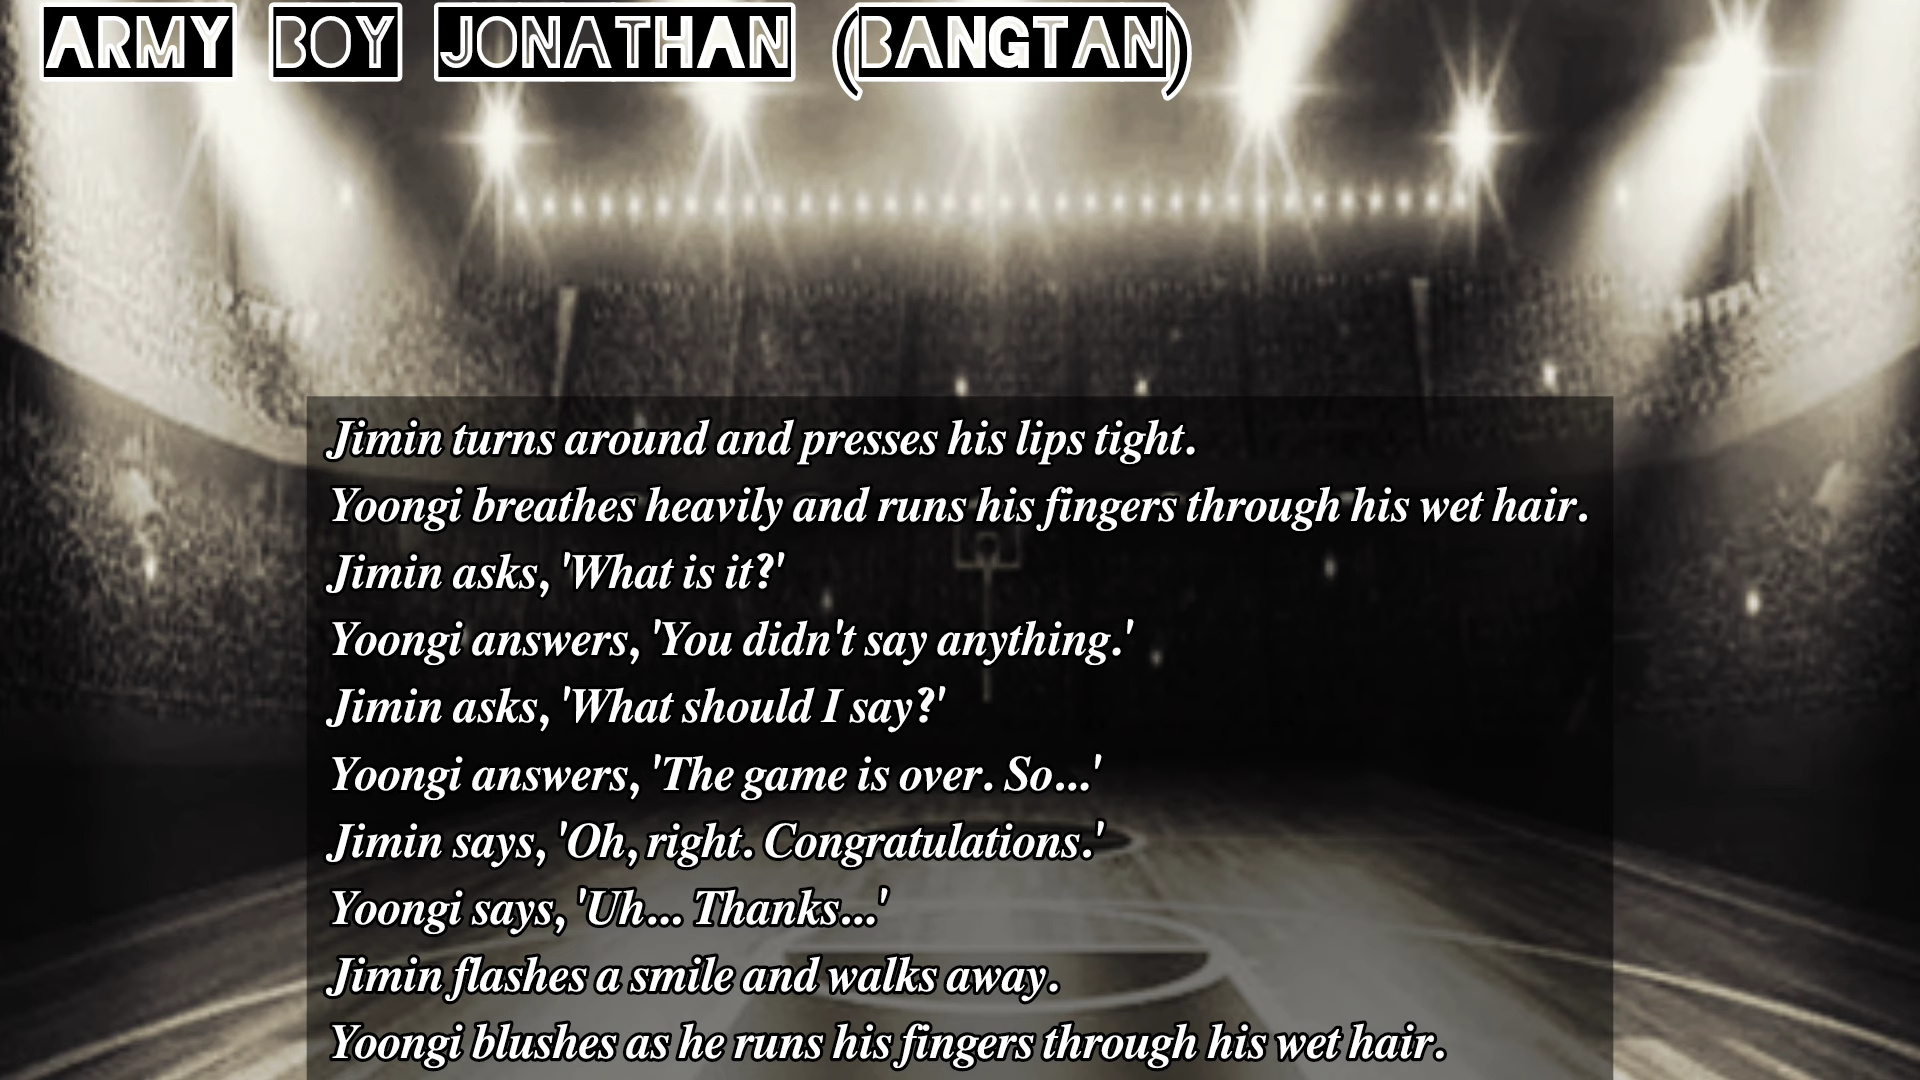 ARMY BOY JONATHAN (BANGTAN)
Jimin turns around and presses his lips tight.
Yoongi breathes heavily and runs his fingers through his wet hair.
Jimin asks, 'What is it?'
Yoongi answers, 'You didn't say anything.'
Jimin asks, 'What should I say?'
Yoongi answers, 'The game is over. So...'
Jimin says, 'Oh, right. Congratulations.'
Yoongi says, 'Uh... Thanks...'
Jimin flashes a smile and walks away.
Yoongi blushes as he runs his fingers through his wet hair.